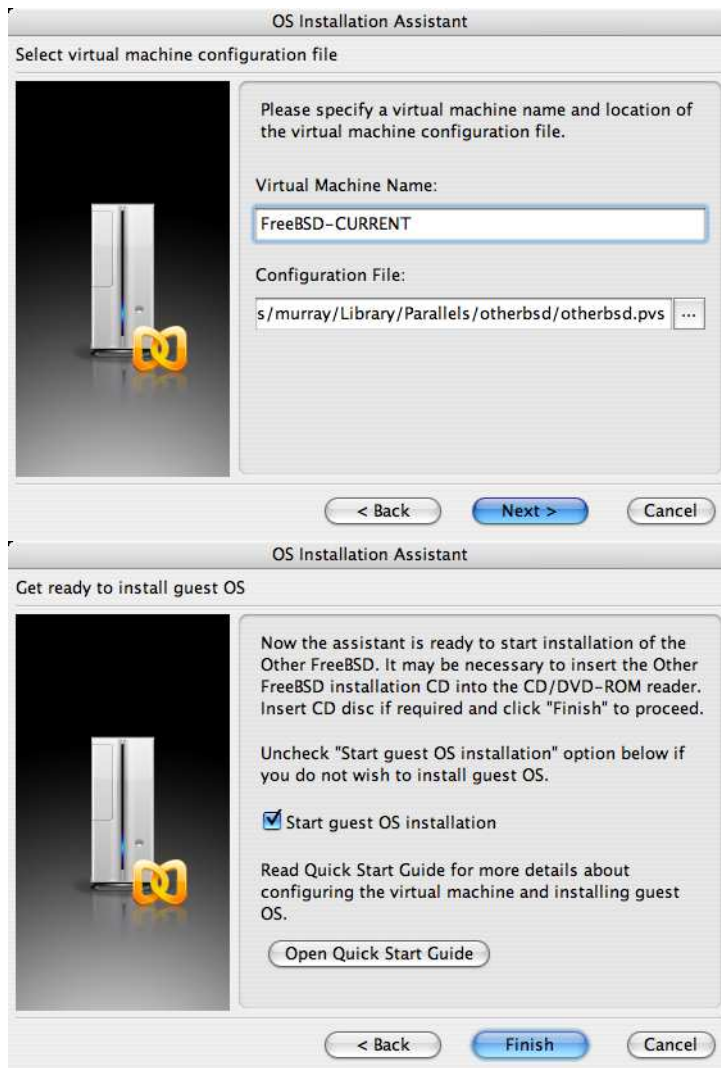 OS Installation Assistant
Select virtual machine configuration file
Please specify a virtual machine name and location of
the virtual machine configuration file.
Virtual Machine Name:
FreeBSD-CURRENT
Configuration File:
s/murray/Library/Parallels/otherbsd/otherbsd.pvs ...
< Back Next > Cancel
OS Installation Assistant
Get ready to install guest OS
Now the assistant is ready to start installation of the
Other FreeBSD. It may be necessary to insert the Other
FreeBSD installation CD into the CD/DVD-ROM reader.
Insert CD disc if required and click "Finish" to proceed.
Uncheck "Start guest OS installation" option below if
you do not wish to install guest OS.
Start guest OS installation
Read Quick Start Guide for more details about
configuring the virtual machine and installing guest
OS.
Open Quick Start Guide
< Back Finish Cancel